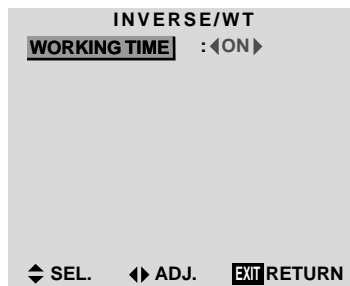 INVERSE/WT
WORKING TIME : ◀ON▶
▲▼ SEL. ◀▶ ADJ. EXIT RETURN